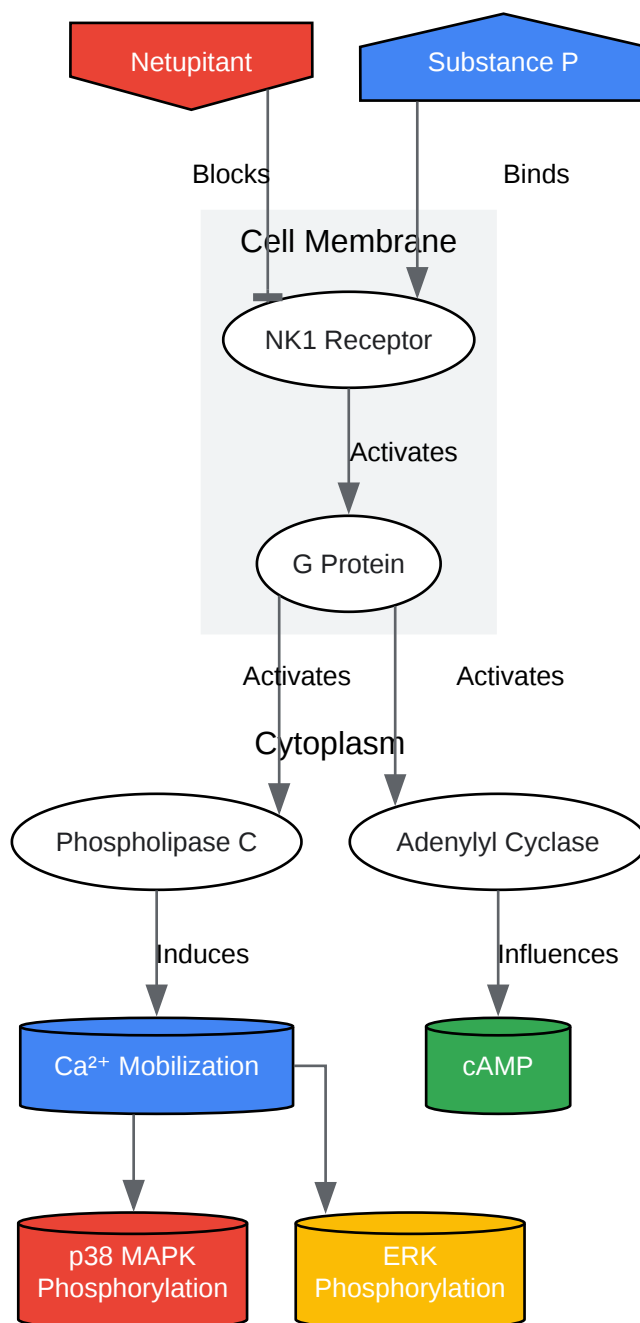 Netupitant
Substance P
Blocks
Binds
Cell Membrane
NK1 Receptor
Activates
G Protein
Activates
Activates
Cytoplasm
Phospholipase C
Adenylyl Cyclase
Induces
Influences
Ca²⁺ Mobilization
cAMP
p38 MAPK
Phosphorylation
ERK
Phosphorylation